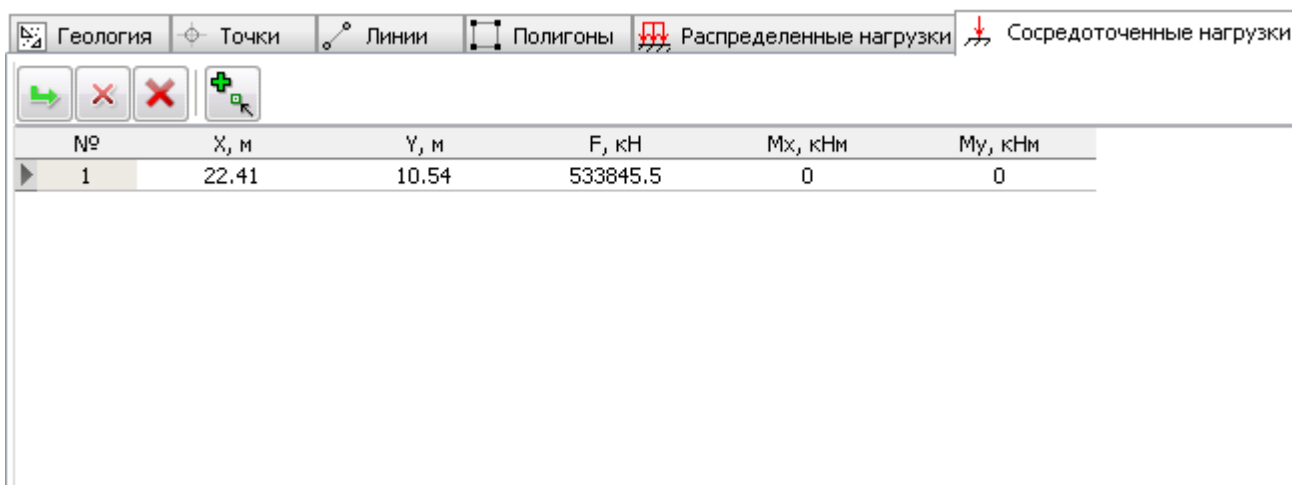 Геология Точки Линии Полигоны Распределенные нагрузки Сосредоточенные нагрузки
№ X, м Y, м F, кН Mx, кНм My, кНм
1 22.41 10.54 533845.5 0 0